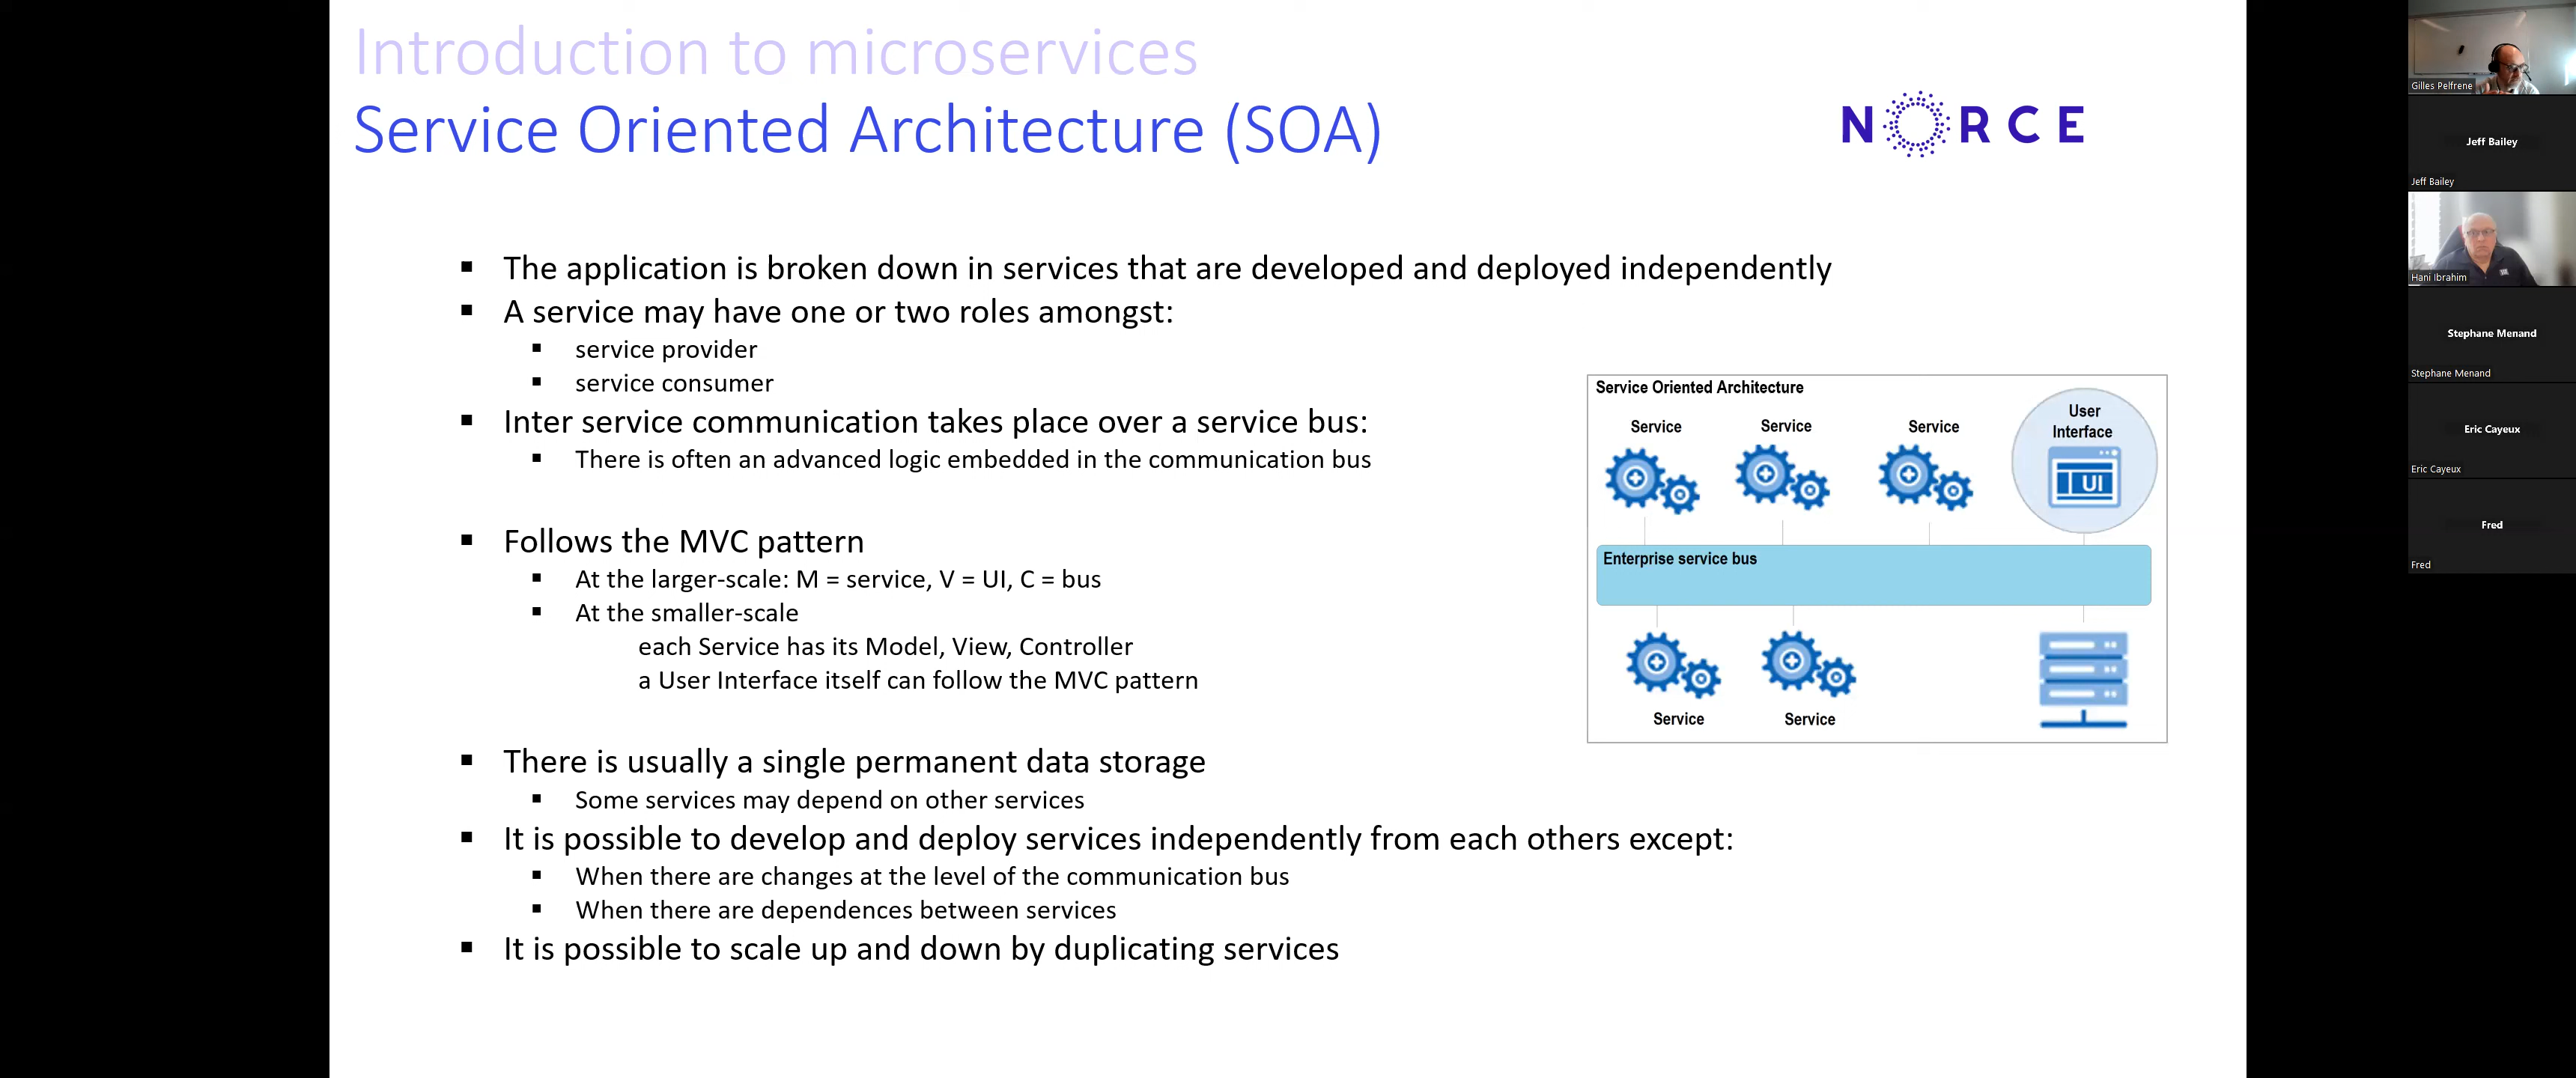 Introduction to microservices
Service Oriented Architecture (SOA)
NORCE
The application is broken down in services that are developed and deployed independently
A service may have one or two roles amongst:
service provider
service consumer
Inter service communication takes place over a service bus:
There is often an advanced logic embedded in the communication bus
Follows the MVC pattern
At the larger-scale: M = service, V = UI, C = bus
At the smaller-scale
each Service has its Model, View, Controller
a User Interface itself can follow the MVC pattern
There is usually a single permanent data storage
Some services may depend on other services
It is possible to develop and deploy services independently from each others except:
When there are changes at the level of the communication bus
When there are dependences between services
It is possible to scale up and down by duplicating services
Service Oriented Architecture
Service
Service
Service
User
Interface
UI
Enterprise service bus
Service
Service
Gilles Pelfrene
Jeff Bailey
Jeff Bailey
Hani Ibrahim
Stephane Menand
Stephane Menand
Eric Cayeux
Eric Cayeux
Fred
Fred